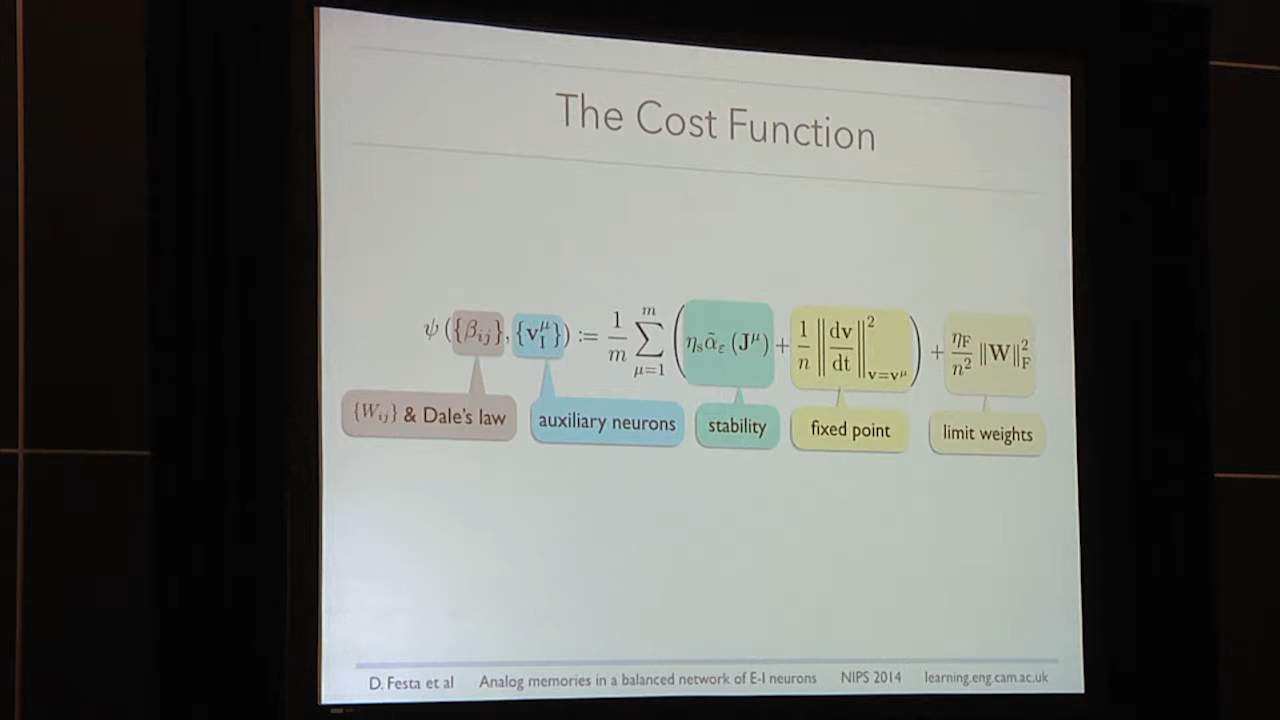 The Cost Function
ψ ({β_ij}, {v_I^μ}) := 1/m ∑_{μ=1}^{m} ( η_s α̃_ε (J^μ) + 1/n ‖dv/dt‖²_{v=v^μ} ) + η_F/n² ‖W‖²_F
{W_ij} & Dale's law auxiliary neurons stability fixed point limit weights
D. Festa et al Analog memories in a balanced network of E-I neurons NIPS 2014 learning.eng.cam.ac.uk